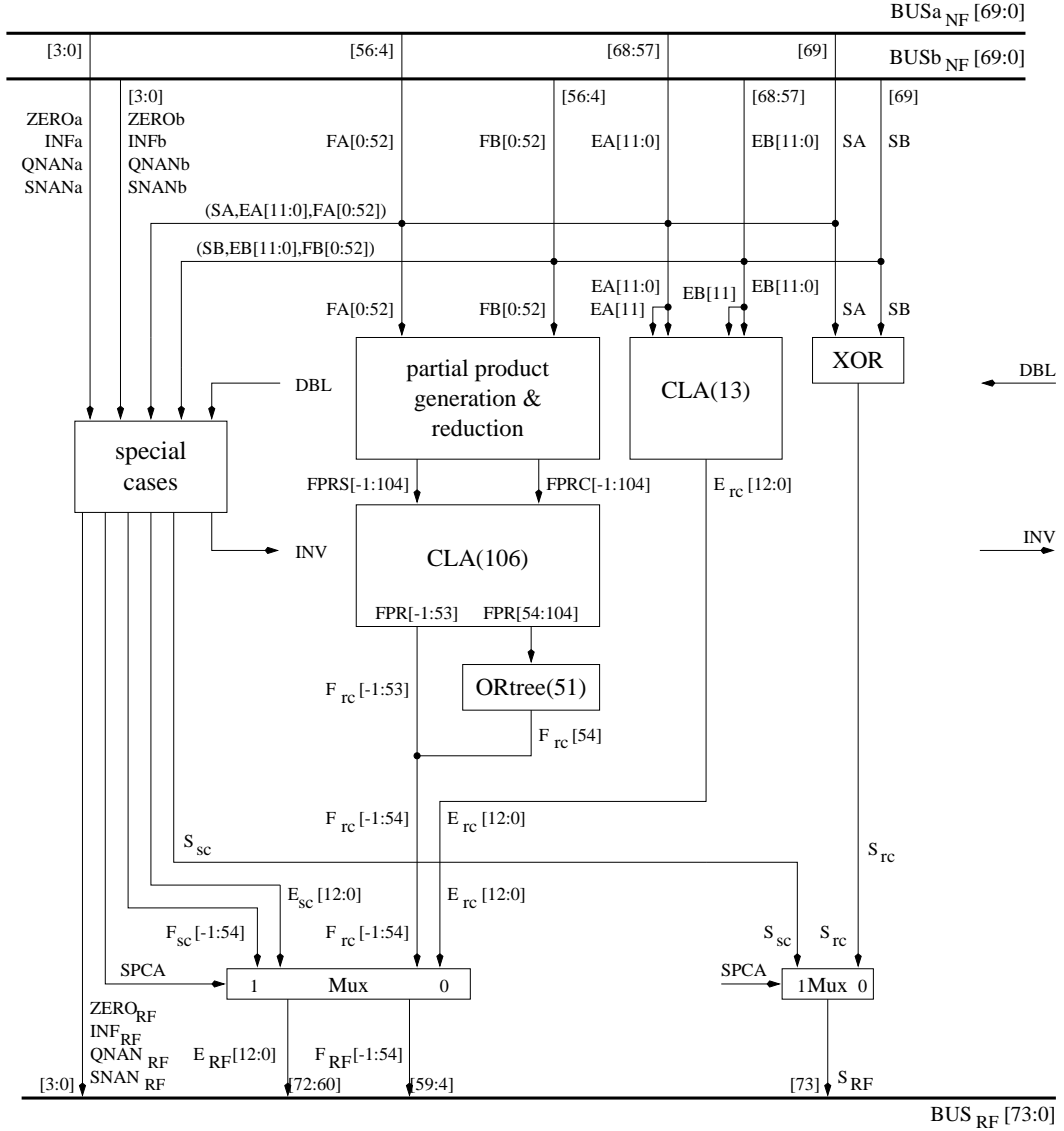 BUSa NF [69:0]
[3:0] [56:4] [68:57] [69]
BUSb NF [69:0]
[3:0] [56:4] [68:57] [69]
ZEROa ZEROb
INFa INFb FA[0:52] FB[0:52] EA[11:0] EB[11:0] SA SB
QNANa QNANb
SNANa SNANb
(SA,EA[11:0],FA[0:52])
(SB,EB[11:0],FB[0:52])
EA[11:0] EB[11] EB[11:0]
FA[0:52] FB[0:52] EA[11] SA SB
partial product
generation &
reduction
CLA(13)
XOR
DBL DBL
special
cases
FPRS[-1:104] FPRC[-1:104] E rc [12:0]
INV INV
CLA(106)
FPR[-1:53] FPR[54:104]
ORtree(51)
F rc [-1:53]
F rc [54]
F rc [-1:54] E rc [12:0]
S sc S rc
E sc [12:0] E rc [12:0]
F sc [-1:54] F rc [-1:54] S sc S rc
SPCA 1 Mux 0 SPCA 1 Mux 0
ZERO RF
INF RF
QNAN RF E RF [12:0] F RF [-1:54]
SNAN RF
[3:0] [72:60] [59:4] [73] S RF
BUS RF [73:0]